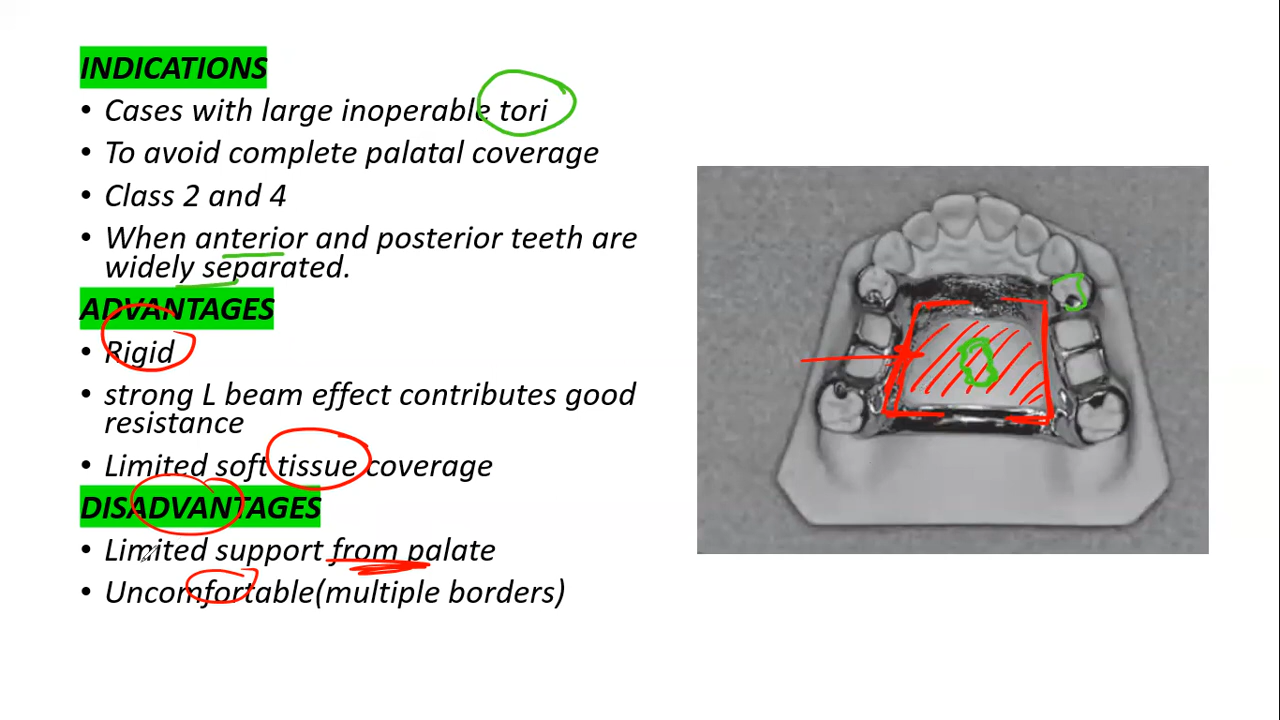 INDICATIONS
• Cases with large inoperable tori
• To avoid complete palatal coverage
• Class 2 and 4
• When anterior and posterior teeth are
widely separated.
ADVANTAGES
• Rigid
• strong L beam effect contributes good
resistance
• Limited soft tissue coverage
DISADVANTAGES
• Limited support from palate
• Uncomfortable(multiple borders)